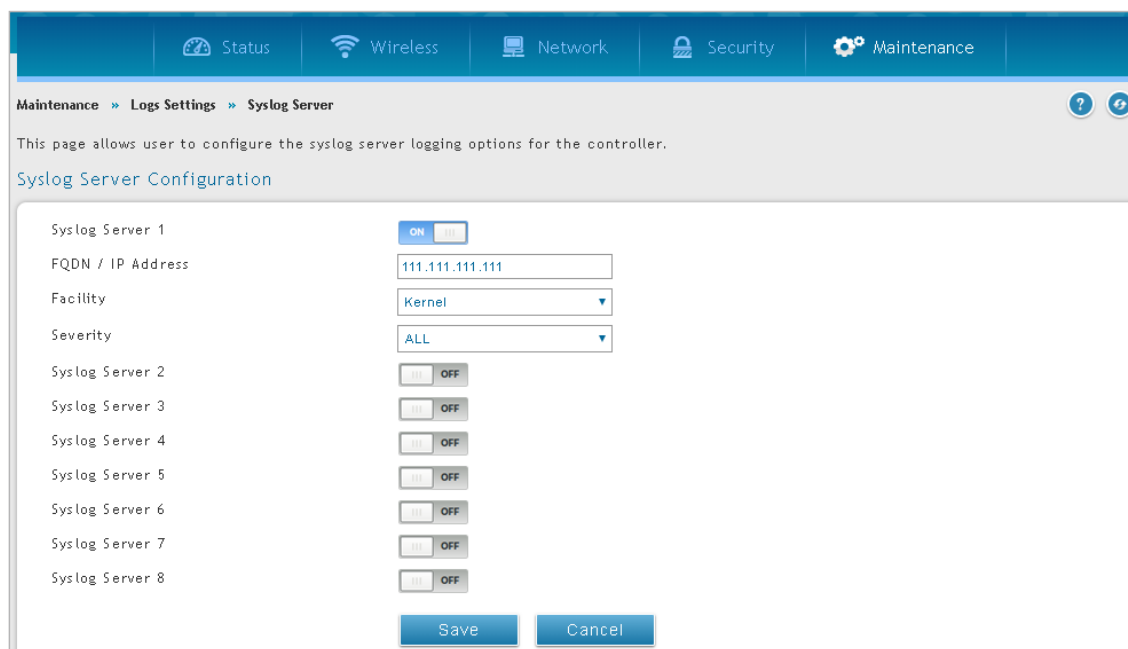 Status Wireless Network Security Maintenance
Maintenance » Logs Settings » Syslog Server ?
This page allows user to configure the syslog server logging options for the controller.
Syslog Server Configuration
Syslog Server 1 ON
FQDN / IP Address 111.111.111.111
Facility Kernel
Severity ALL
Syslog Server 2 OFF
Syslog Server 3 OFF
Syslog Server 4 OFF
Syslog Server 5 OFF
Syslog Server 6 OFF
Syslog Server 7 OFF
Syslog Server 8 OFF
Save Cancel